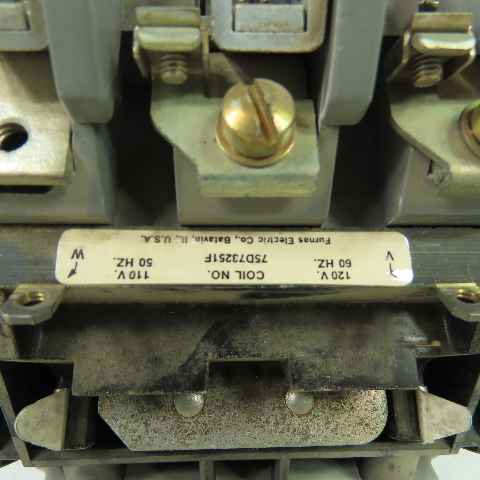 V
120 V.
60 HZ.
COIL NO.
75D73251F
110 V.
50 HZ.
W
Furnas Electric Co., Batavia, Il., U.S.A.